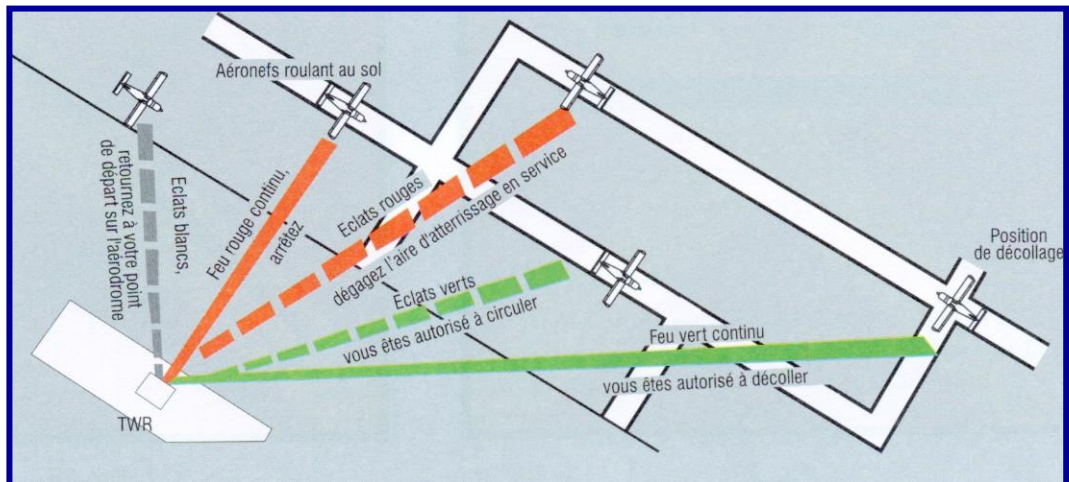 Aéronefs roulant au sol
Eclats blancs,
retournez à votre point
de départ sur l'aérodrome
Feu rouge continu,
arrêtez
Eclats rouges
dégagez l'aire d'atterrissage en service
Eclats verts
vous êtes autorisé à circuler
Position
de décollage
Feu vert continu
vous êtes autorisé à décoller
TWR